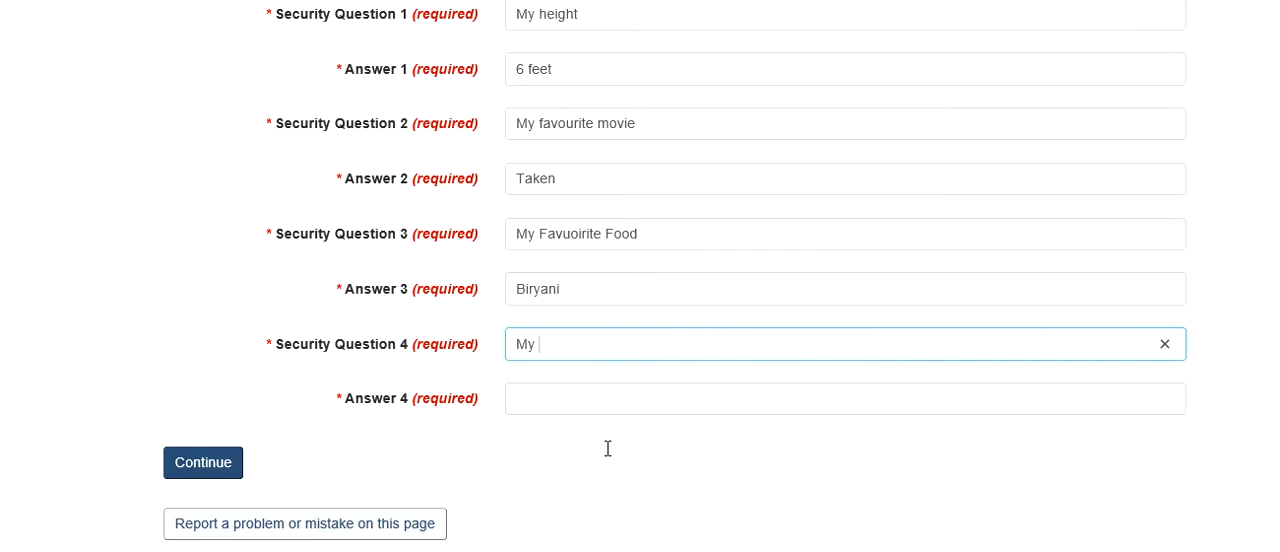 * Security Question 1 (required) My height
* Answer 1 (required) 6 feet
* Security Question 2 (required) My favourite movie
* Answer 2 (required) Taken
* Security Question 3 (required) My Favuoirite Food
* Answer 3 (required) Biryani
* Security Question 4 (required) My
* Answer 4 (required)
Continue
Report a problem or mistake on this page